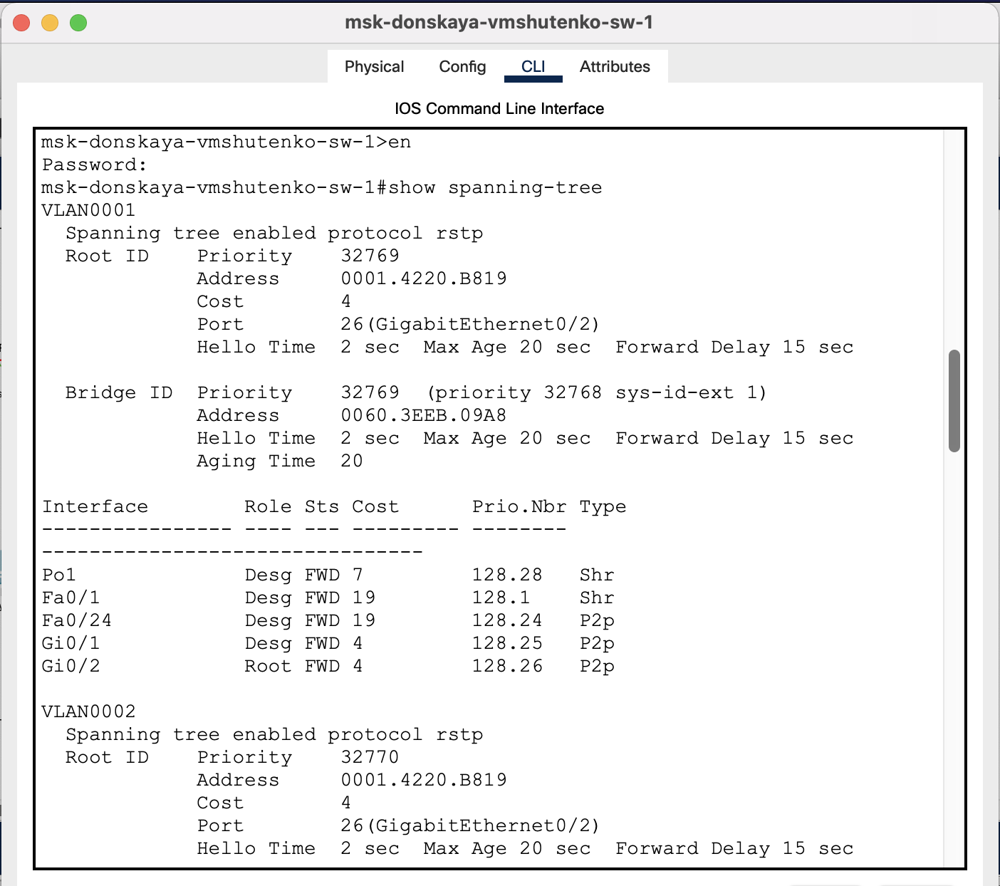 msk-donskaya-vmshutenko-sw-1
Physical Config CLI Attributes
IOS Command Line Interface
msk-donskaya-vmshutenko-sw-1>en
Password:
msk-donskaya-vmshutenko-sw-1#show spanning-tree
VLAN0001
  Spanning tree enabled protocol rstp
  Root ID    Priority    32769
             Address     0001.4220.B819
             Cost        4
             Port        26(GigabitEthernet0/2)
             Hello Time  2 sec  Max Age 20 sec  Forward Delay 15 sec

  Bridge ID  Priority    32769  (priority 32768 sys-id-ext 1)
             Address     0060.3EEB.09A8
             Hello Time  2 sec  Max Age 20 sec  Forward Delay 15 sec
             Aging Time  20

Interface        Role Sts Cost      Prio.Nbr Type
---------------- ---- --- --------- --------
--------------------------------
Po1              Desg FWD 7         128.28   Shr
Fa0/1            Desg FWD 19        128.1    Shr
Fa0/24           Desg FWD 19        128.24   P2p
Gi0/1            Desg FWD 4         128.25   P2p
Gi0/2            Root FWD 4         128.26   P2p

VLAN0002
  Spanning tree enabled protocol rstp
  Root ID    Priority    32770
             Address     0001.4220.B819
             Cost        4
             Port        26(GigabitEthernet0/2)
             Hello Time  2 sec  Max Age 20 sec  Forward Delay 15 sec